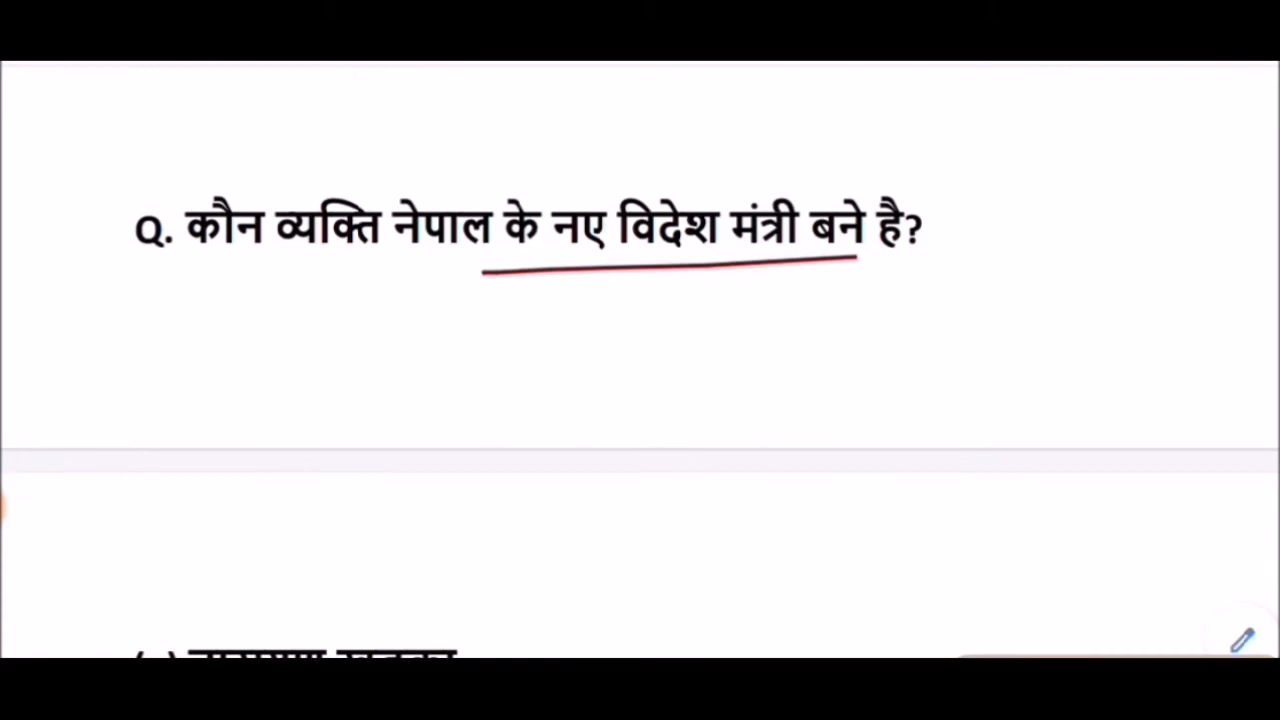 Q. कौन व्यक्ति नेपाल के नए विदेश मंत्री बने है?